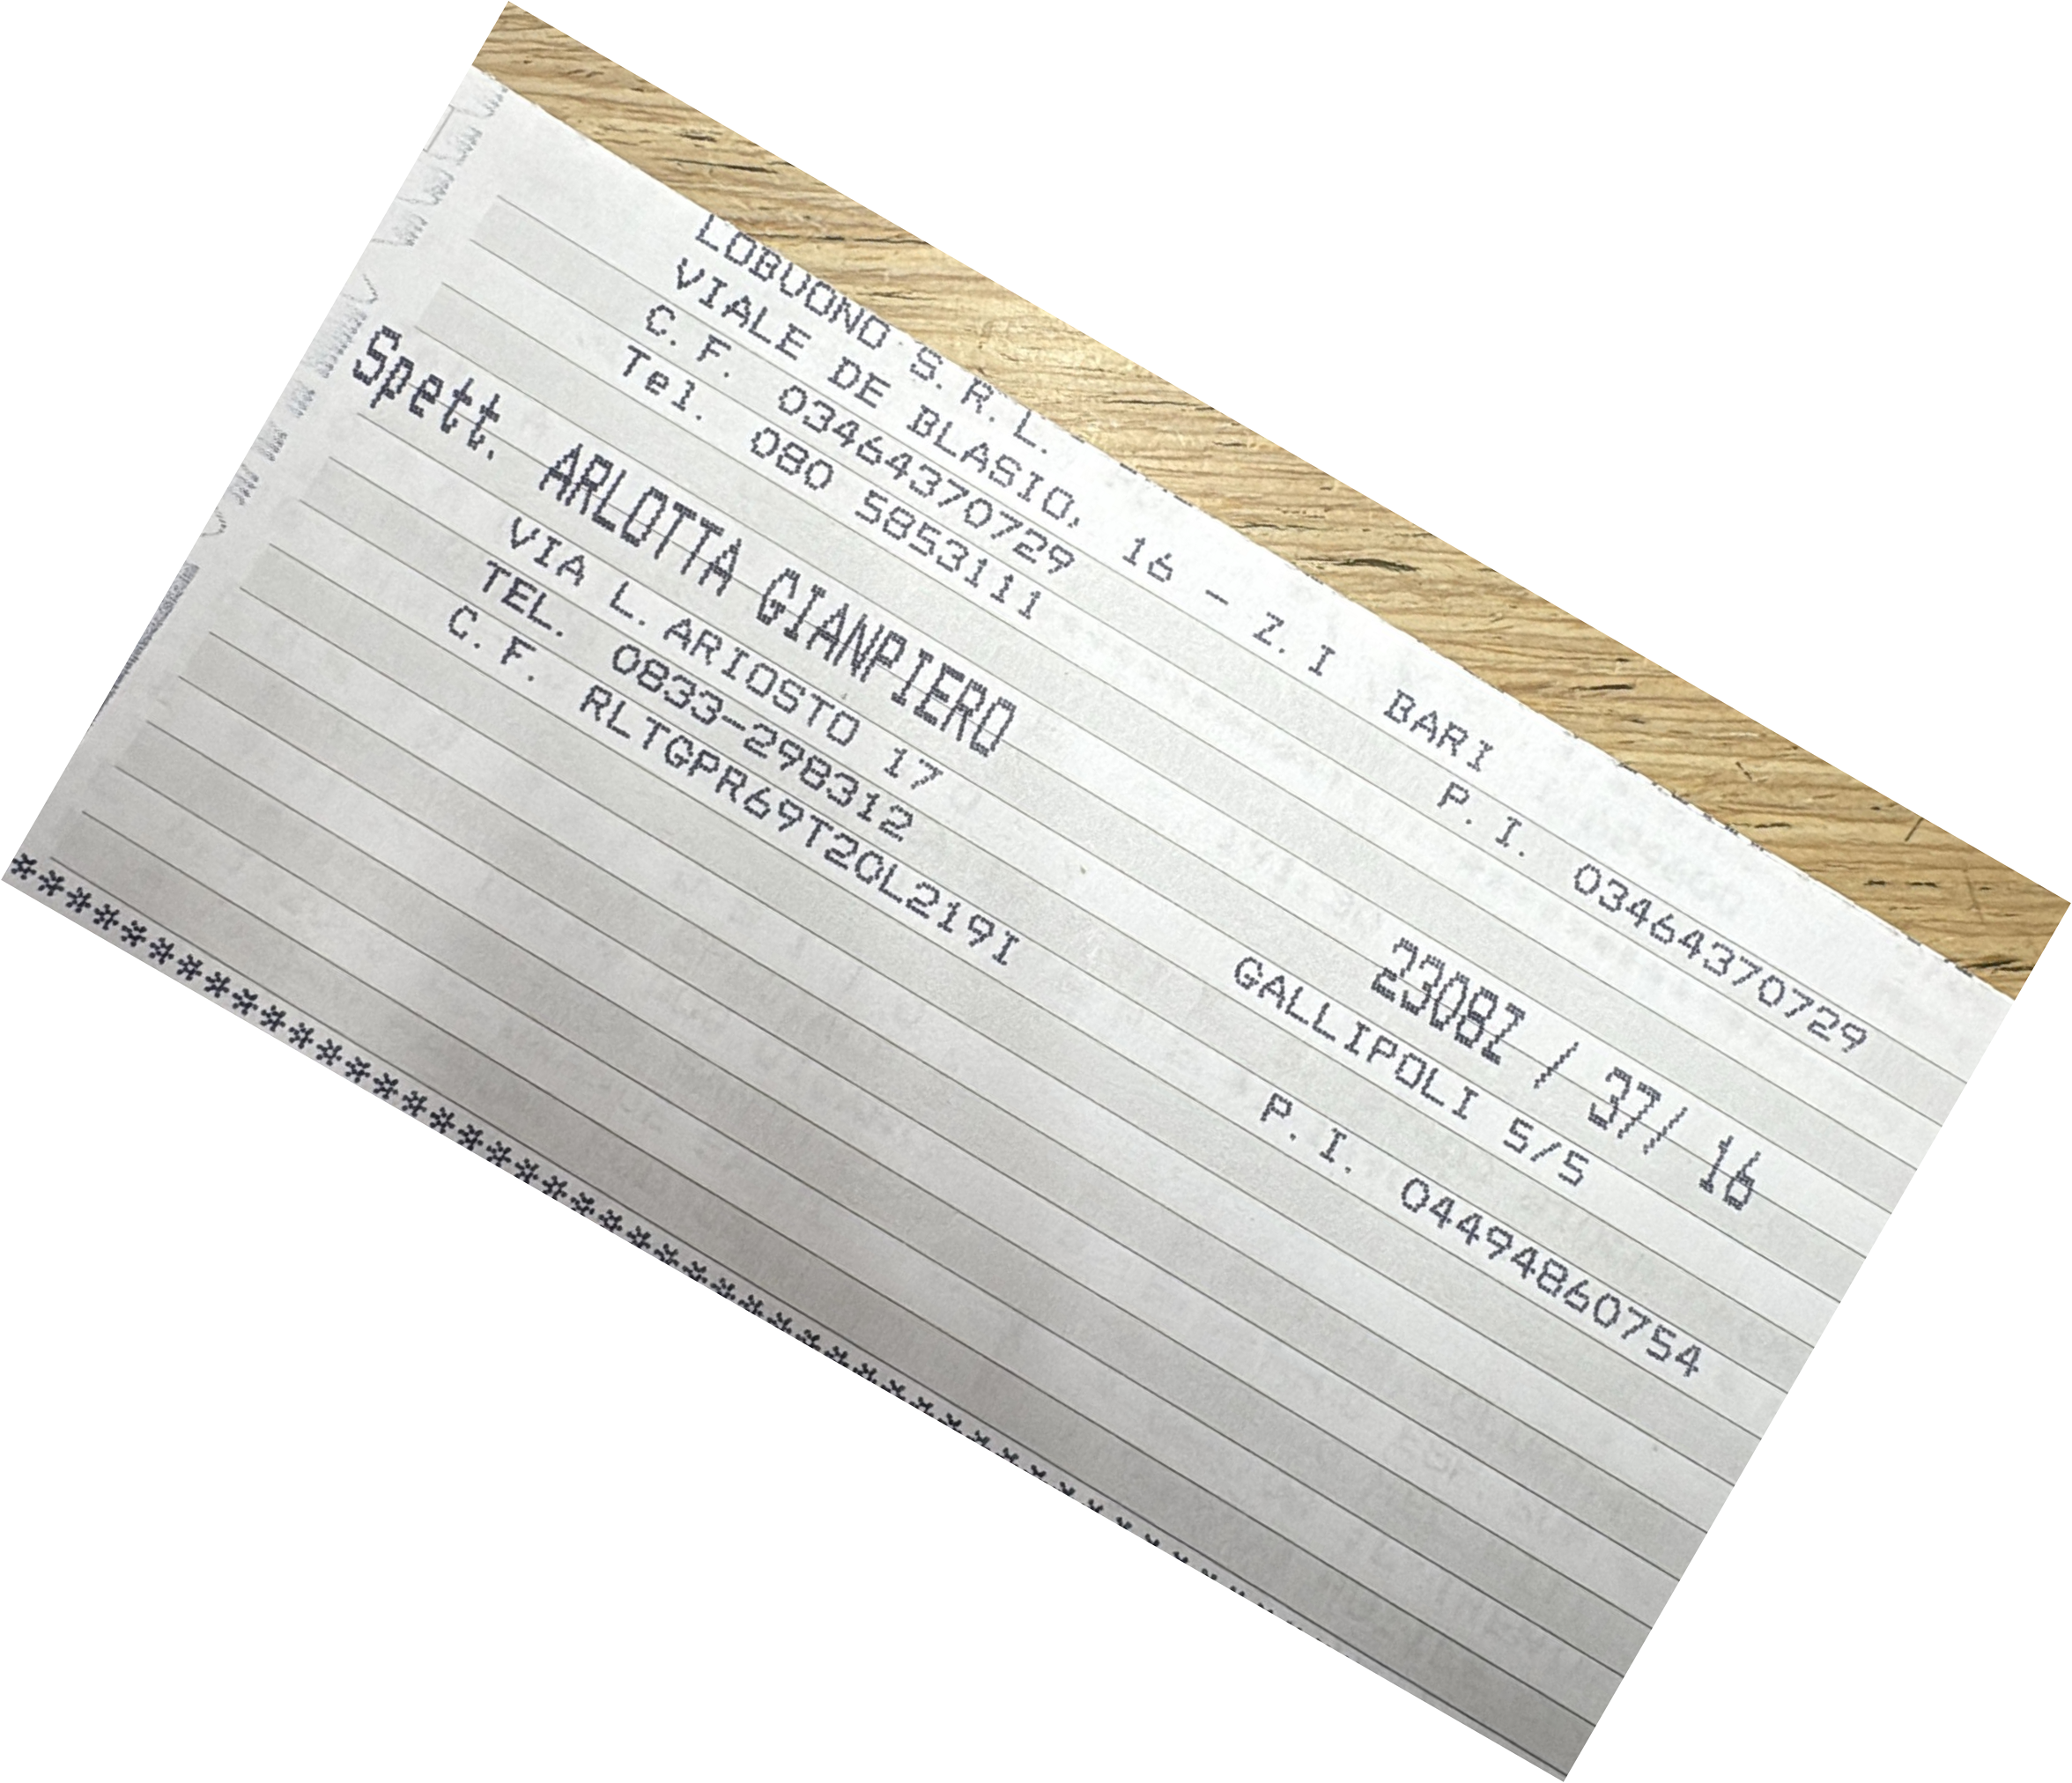 LOBUONO S.R.L.
VIALE DE BLASIO, 16 - Z.I BARI
C.F. 03464370729 P.I. 03464370729
Tel. 080 5853111
Spett. ARLOTTA GIANPIERO 23081 / 37/ 16
VIA L.ARIOSTO 17 GALLIPOLI 5/5
TEL. 0833-298312
C.F. RLTGPR69T20L219I P.I. 04494860754